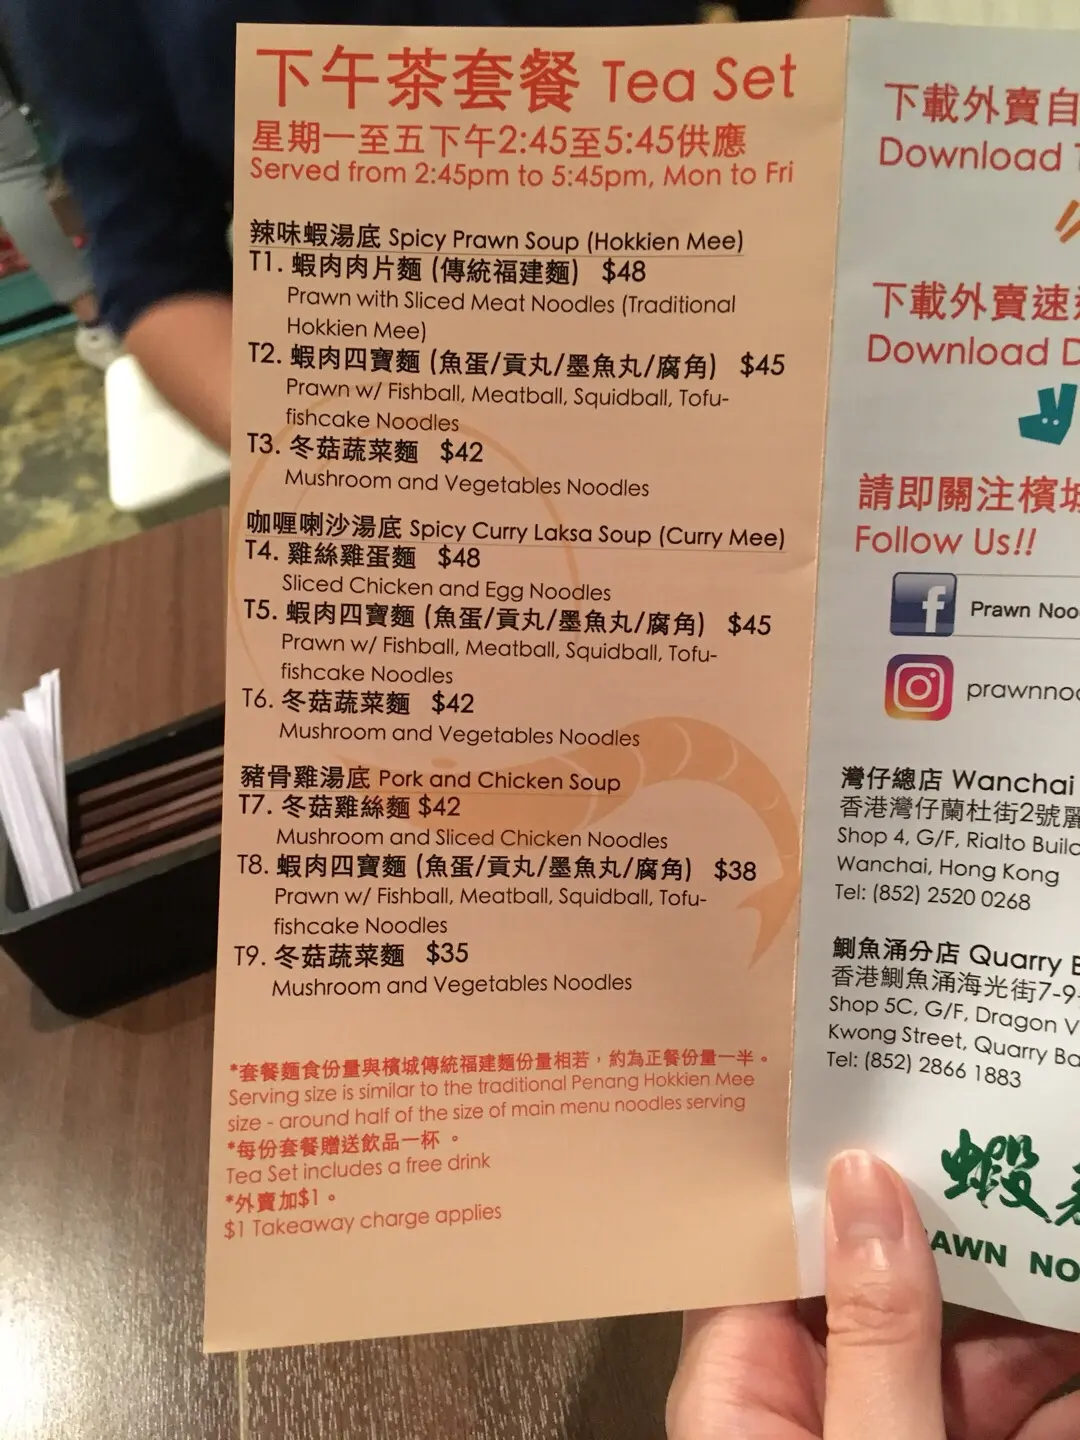 下午茶套餐 Tea Set
星期一至五下午2:45至5:45供應
Served from 2:45pm to 5:45pm, Mon to Fri
辣味蝦湯底 Spicy Prawn Soup (Hokkien Mee)
T1. 蝦肉肉片麵 (傳統福建麵) $48
Prawn with Sliced Meat Noodles (Traditional
Hokkien Mee)
T2. 蝦肉四寶麵 (魚蛋/貢丸/墨魚丸/腐角) $45
Prawn w/ Fishball, Meatball, Squidball, Tofu-
fishcake Noodles
T3. 冬菇蔬菜麵 $42
Mushroom and Vegetables Noodles
咖喱喇沙湯底 Spicy Curry Laksa Soup (Curry Mee)
T4. 雞絲雞蛋麵 $48
Sliced Chicken and Egg Noodles
T5. 蝦肉四寶麵 (魚蛋/貢丸/墨魚丸/腐角) $45
Prawn w/ Fishball, Meatball, Squidball, Tofu-
fishcake Noodles
T6. 冬菇蔬菜麵 $42
Mushroom and Vegetables Noodles
豬骨雞湯底 Pork and Chicken Soup
T7. 冬菇雞絲麵 $42
Mushroom and Sliced Chicken Noodles
T8. 蝦肉四寶麵 (魚蛋/貢丸/墨魚丸/腐角) $38
Prawn w/ Fishball, Meatball, Squidball, Tofu-
fishcake Noodles
T9. 冬菇蔬菜麵 $35
Mushroom and Vegetables Noodles
*套餐麵食份量與檳城傳統福建麵份量相若，約為正餐份量一半。
Serving size is similar to the traditional Penang Hokkien Mee
size - around half of the size of main menu noodles serving
*每份套餐贈送飲品一杯 。
Tea Set includes a free drink
*外賣加$1。
$1 Takeaway charge applies
下載外賣自
Download
下載外賣速
Download D
請即關注檳城
Follow Us!!
Prawn Noo
prawnnoo
灣仔總店 Wanchai
香港灣仔蘭杜街2號麗
Shop 4, G/F, Rialto Build
Wanchai, Hong Kong
Tel: (852) 2520 0268
鰂魚涌分店 Quarry B
香港鰂魚涌海光街7-9
Shop 5C, G/F, Dragon V
Kwong Street, Quarry Ba
Tel: (852) 2866 1883
蝦
RAWN NO